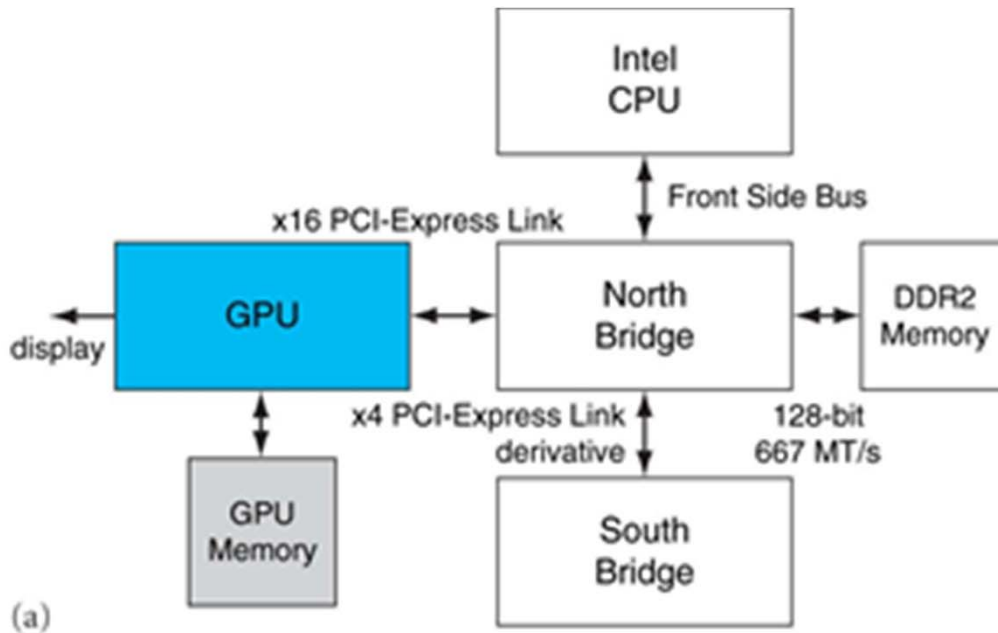 Intel
CPU
Front Side Bus
x16 PCI-Express Link
GPU
North
Bridge
DDR2
Memory
display
x4 PCI-Express Link
derivative
128-bit
667 MT/s
GPU
Memory
South
Bridge
(a)